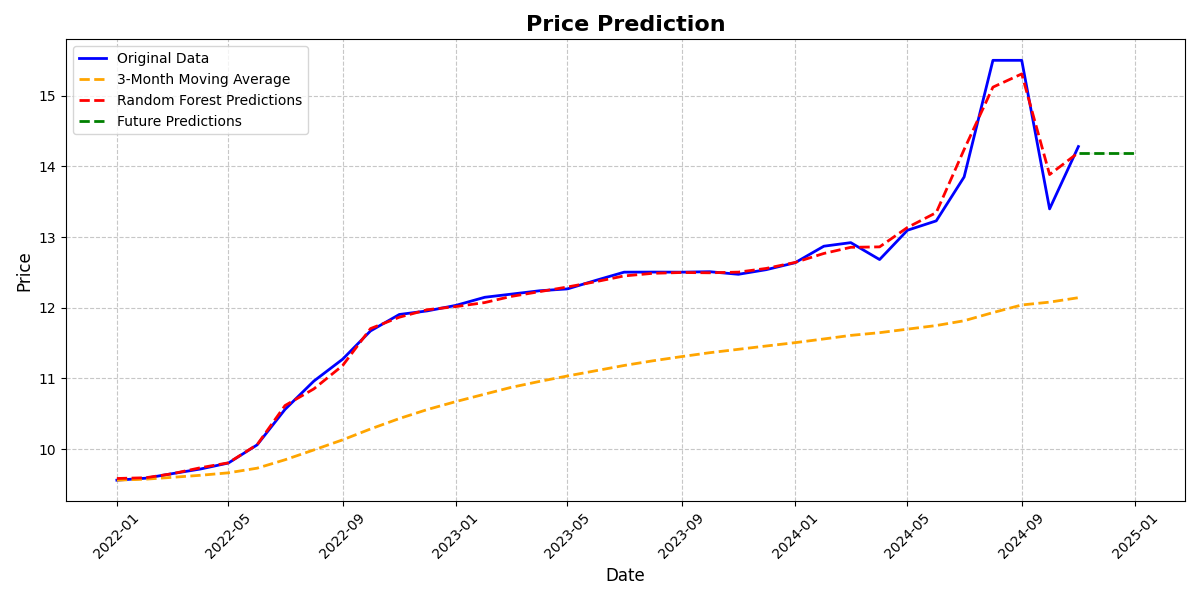 Price Prediction
Original Data
3-Month Moving Average
Random Forest Predictions
Future Predictions
Price
15
14
13
12
11
10
2022-01
2022-05
2022-09
2023-01
2023-05
2023-09
2024-01
2024-05
2024-09
2025-01
Date